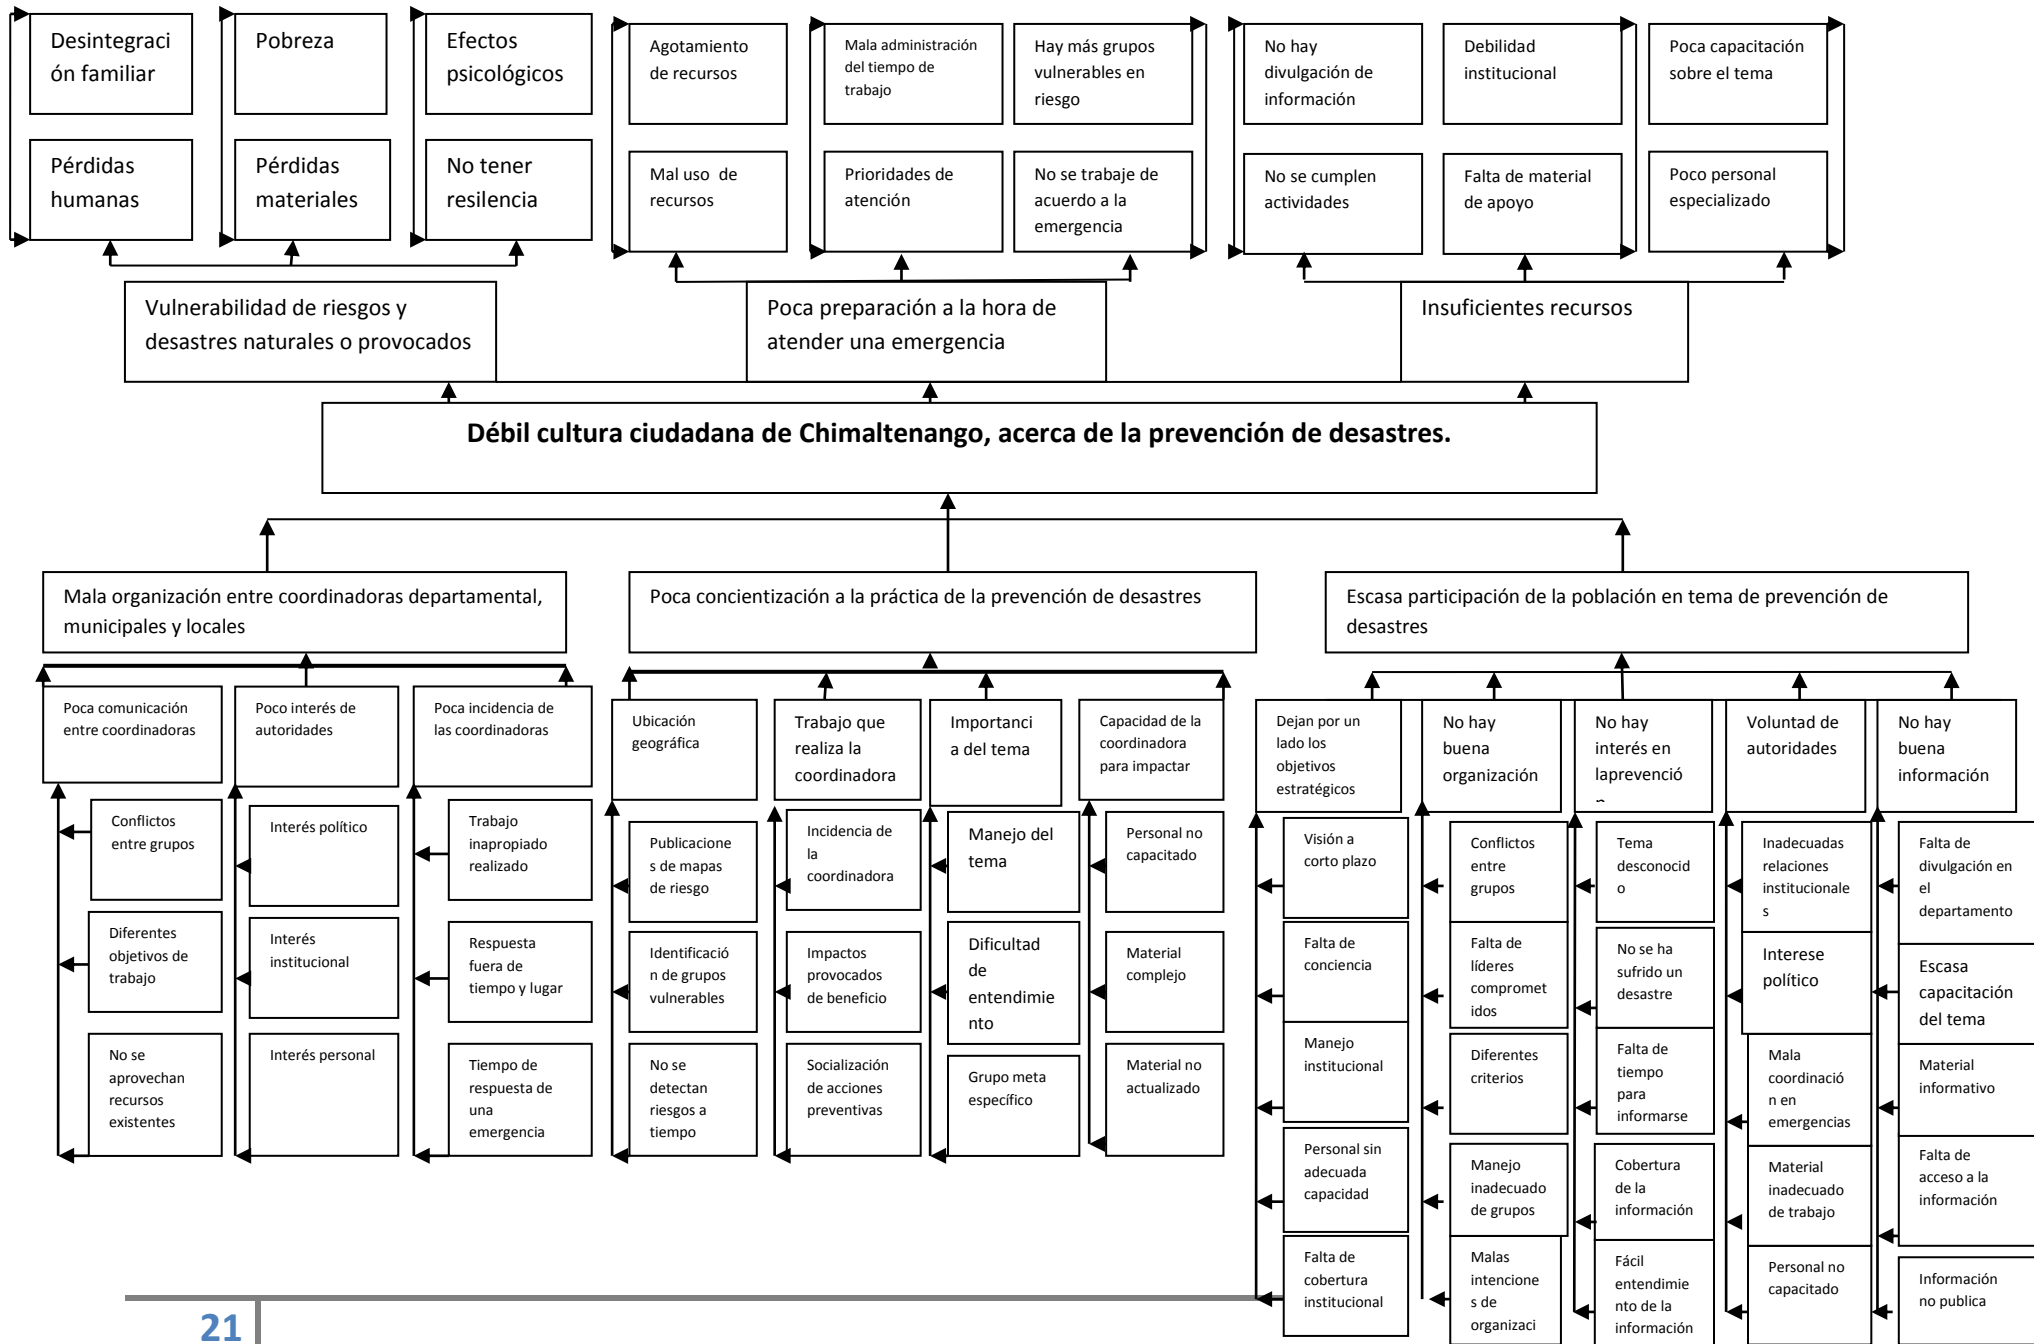 Desintegraci
ón familiar
Pobreza
Efectos
psicológicos
Agotamiento
de recursos
Mala administración
del tiempo de
trabajo
Hay más grupos
vulnerables en
riesgo
No hay
divulgación de
información
Debilidad
institucional
Poca capacitación
sobre el tema
Pérdidas
humanas
Pérdidas
materiales
No tener
resilencia
Mal uso  de
recursos
Prioridades de
atención
No se trabaje de
acuerdo a la
emergencia
No se cumplen
actividades
Falta de material
de apoyo
Poco personal
especializado
Vulnerabilidad de riesgos y
desastres naturales o provocados
Poca preparación a la hora de
atender una emergencia
Insuficientes recursos
Débil cultura ciudadana de Chimaltenango, acerca de la prevención de desastres.
Mala organización entre coordinadoras departamental,
municipales y locales
Poca concientización a la práctica de la prevención de desastres
Escasa participación de la población en tema de prevención de
desastres
Poca comunicación
entre coordinadoras
Poco interés de
autoridades
Poca incidencia de
las coordinadoras
Ubicación
geográfica
Trabajo que
realiza la
coordinadora
Importanci
a del tema
Capacidad de la
coordinadora
para impactar
Dejan por un
lado los
objetivos
estratégicos
No hay
buena
organización
No hay
interés en
laprevenció
Voluntad de
autoridades
No hay
buena
información
Conflictos
entre grupos
Interés político
Trabajo
inapropiado
realizado
Publicacione
s de mapas
de riesgo
Incidencia de
la
coordinadora
Manejo del
tema
Personal no
capacitado
Visión a
corto plazo
Conflictos
entre
grupos
Tema
desconocid
o
Inadecuadas
relaciones
institucionale
s
Falta de
divulgación en
el
departamento
Diferentes
objetivos de
trabajo
Interés
institucional
Respuesta
fuera de
tiempo y lugar
Identificació
n de grupos
vulnerables
Impactos
provocados
de beneficio
Dificultad
de
entendimie
nto
Material
complejo
Falta de
conciencia
Falta de
líderes
compromet
idos
No se ha
sufrido un
desastre
Interese
político
Escasa
capacitación
del tema
No se
aprovechan
recursos
existentes
Interés personal
Tiempo de
respuesta de
una
emergencia
No se
detectan
riesgos a
tiempo
Socialización
de acciones
preventivas
Grupo meta
específico
Material no
actualizado
Manejo
institucional
Diferentes
criterios
Falta de
tiempo
para
informarse
Mala
coordinació
n en
emergencias
Material
informativo
Personal sin
adecuada
capacidad
Manejo
inadecuado
de grupos
Cobertura
de la
información
Material
inadecuado
de trabajo
Falta de
acceso a la
información
Falta de
cobertura
institucional
Malas
intencione
s de
organizaci
Fácil
entendimie
nto de la
información
Personal no
capacitado
Información
no publica
21